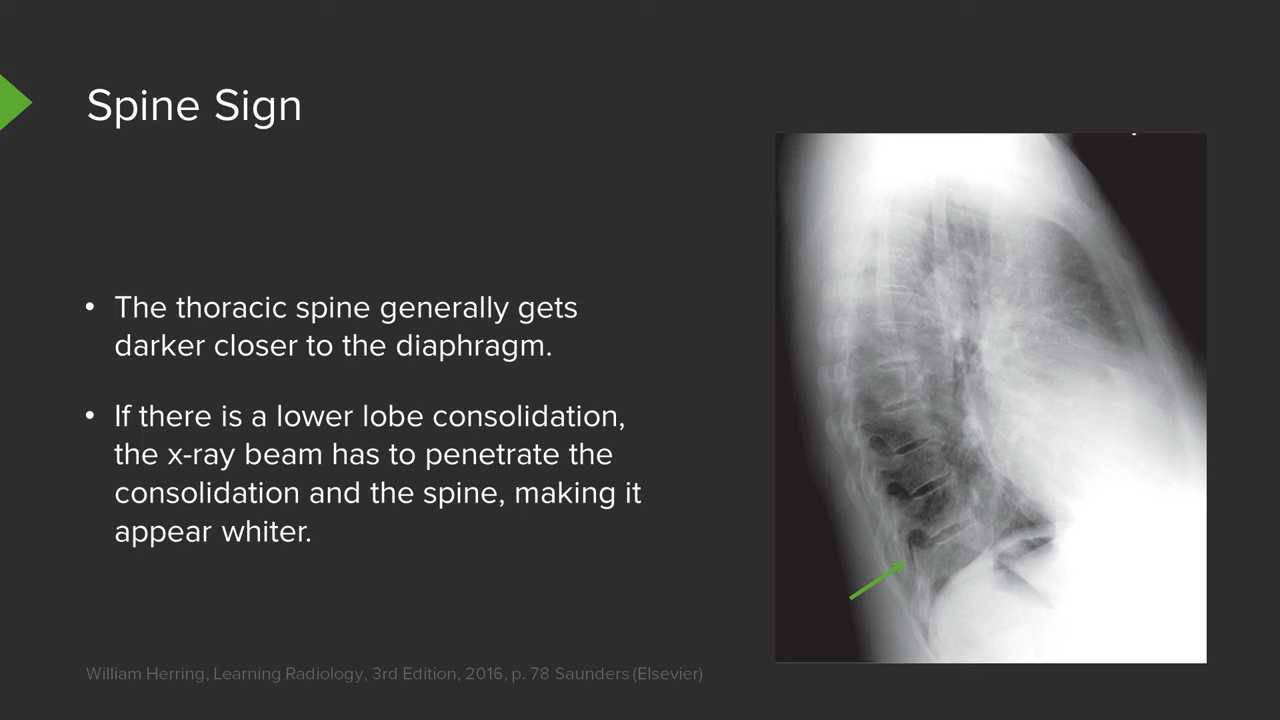 Spine Sign
• The thoracic spine generally gets
darker closer to the diaphragm.
• If there is a lower lobe consolidation,
the x-ray beam has to penetrate the
consolidation and the spine, making it
appear whiter.
William Herring, Learning Radiology, 3rd Edition, 2016, p. 78 Saunders (Elsevier)